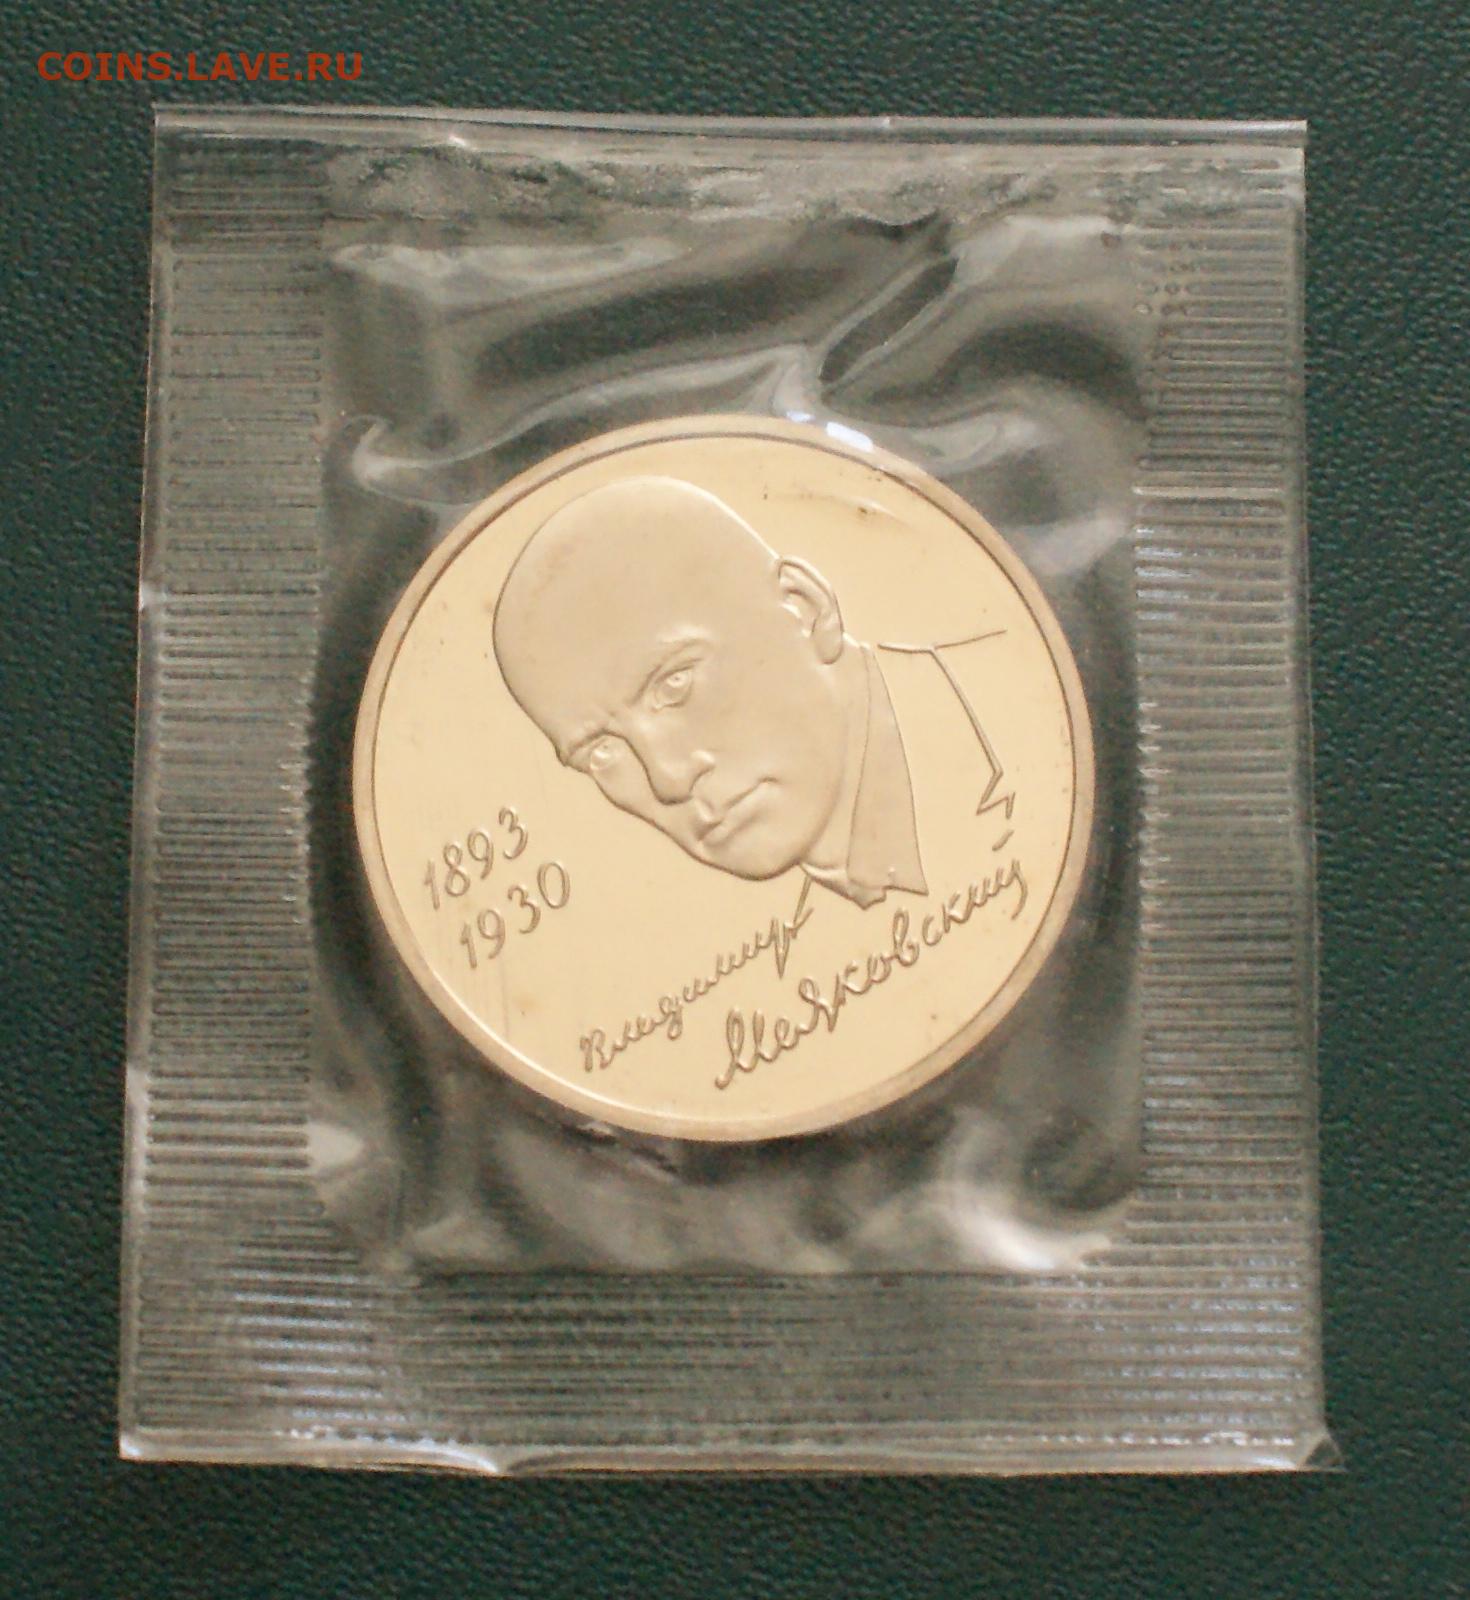 COINS.LAVE.RU
1893
1930
Владимир
Маяковский